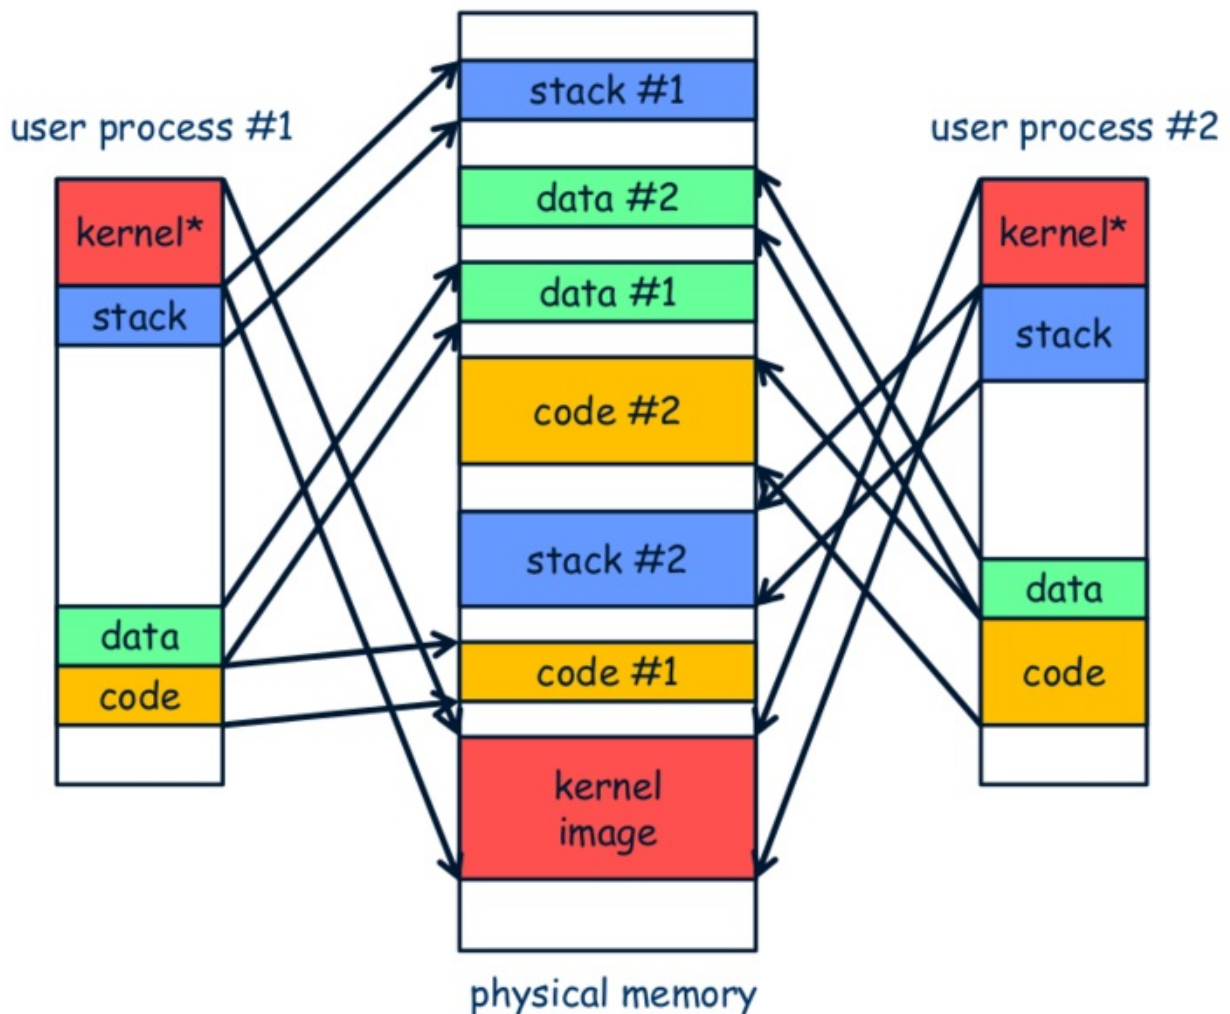 user process #1
kernel*
stack
data
code
stack #1
data #2
data #1
code #2
stack #2
code #1
kernel
image
physical memory
user process #2
kernel*
stack
data
code